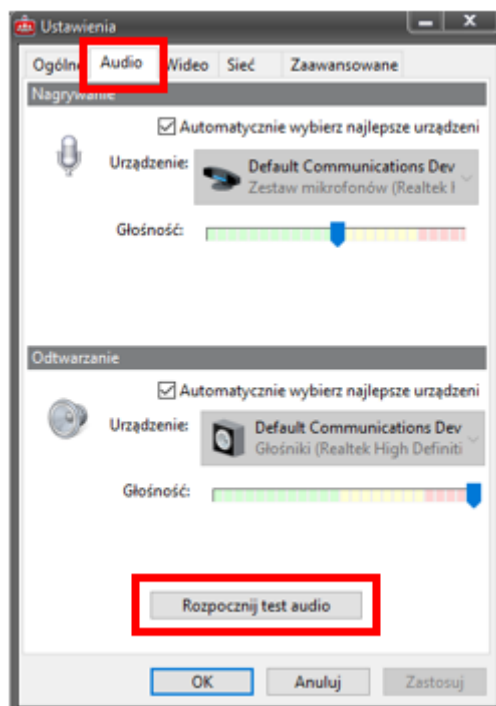 Ustawienia
Ogólne Audio Wideo Sieć Zaawansowane
Nagrywanie
Automatycznie wybierz najlepsze urządzeni
Urządzenie: Default Communications Dev
Zestaw mikrofonów (Realtek H
Głośność:
Odtwarzanie
Automatycznie wybierz najlepsze urządzeni
Urządzenie: Default Communications Dev
Głośniki (Realtek High Definiti
Głośność:
Rozpocznij test audio
OK Anuluj Zastosuj